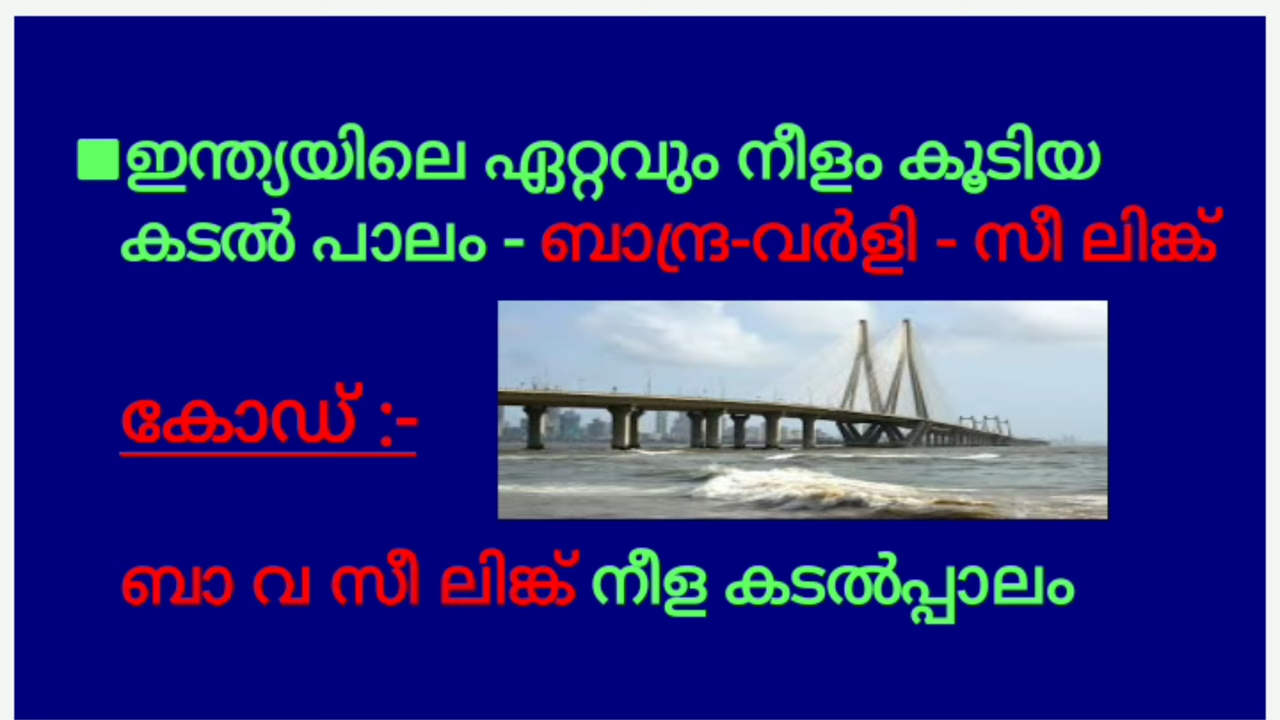 ■ഇന്ത്യയിലെ ഏറ്റവും നീളം കൂടിയ
കടൽ പാലം - ബാന്ദ്ര-വർളി - സീ ലിങ്ക്
കോഡ് :-
ബാ വ സീ ലിങ്ക് നീള കടൽപ്പാലം